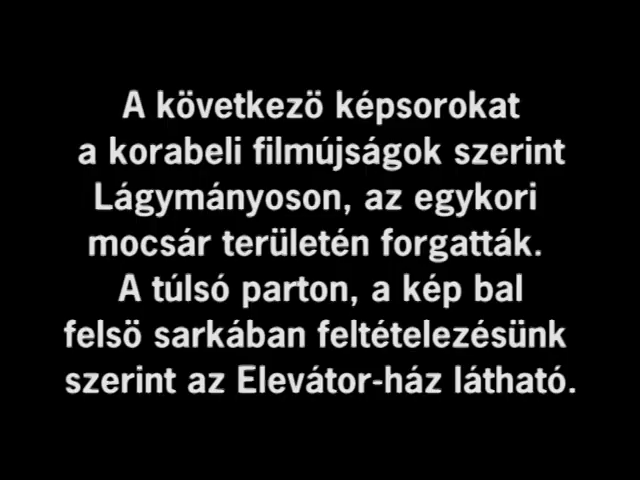 A következö képsorokat
a korabeli filmújságok szerint
Lágymányoson, az egykori
mocsár területén forgatták.
A túlsó parton, a kép bal
felsö sarkában feltételezésünk
szerint az Elevátor-ház látható.